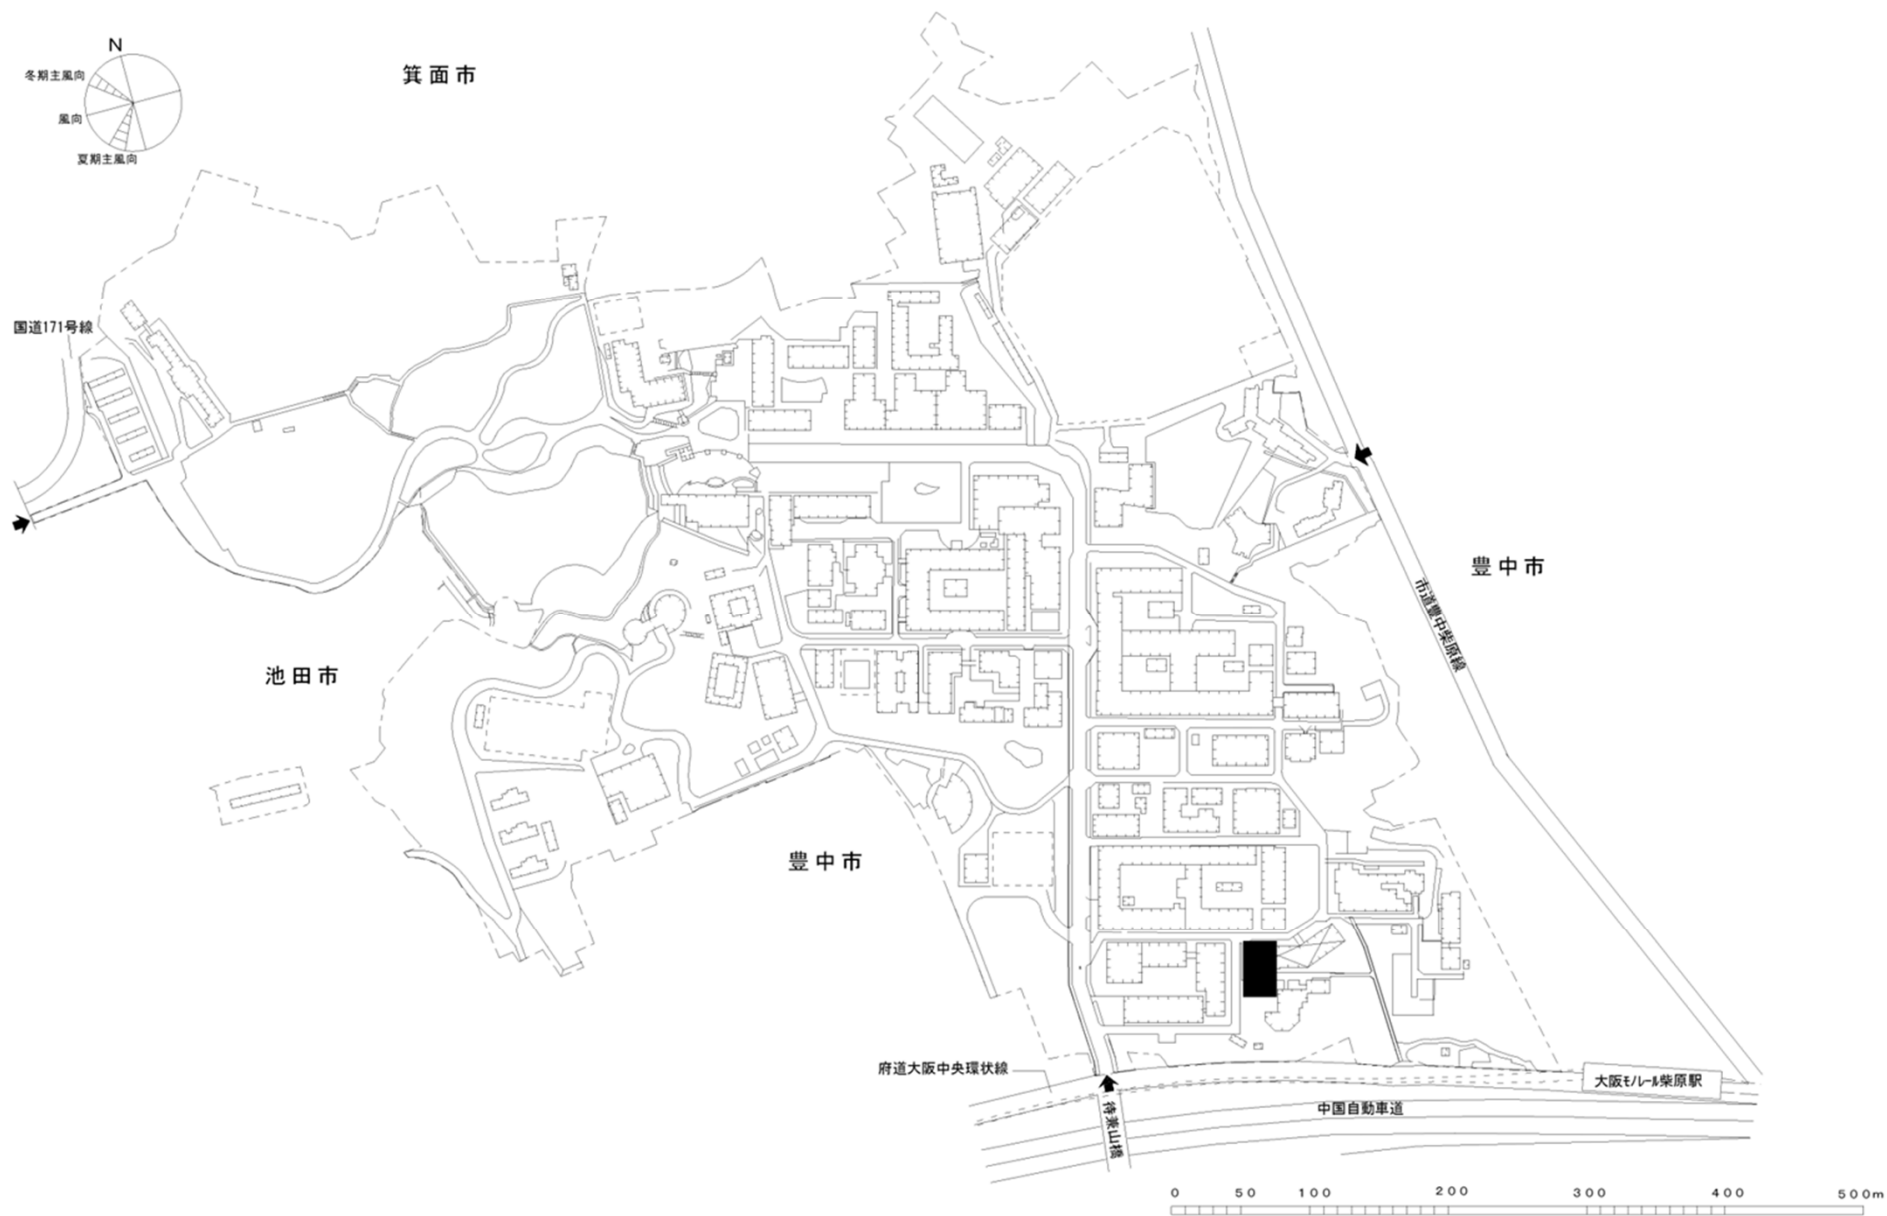 N
冬期主風向
風向
夏期主風向
箕面市
国道171号線
豊中市
市道豊中柴原線
池田市
豊中市
府道大阪中央環状線
大阪ﾓﾉﾚｰﾙ柴原駅
中国自動車道
待兼山橋
0 50 100 200 300 400 500m